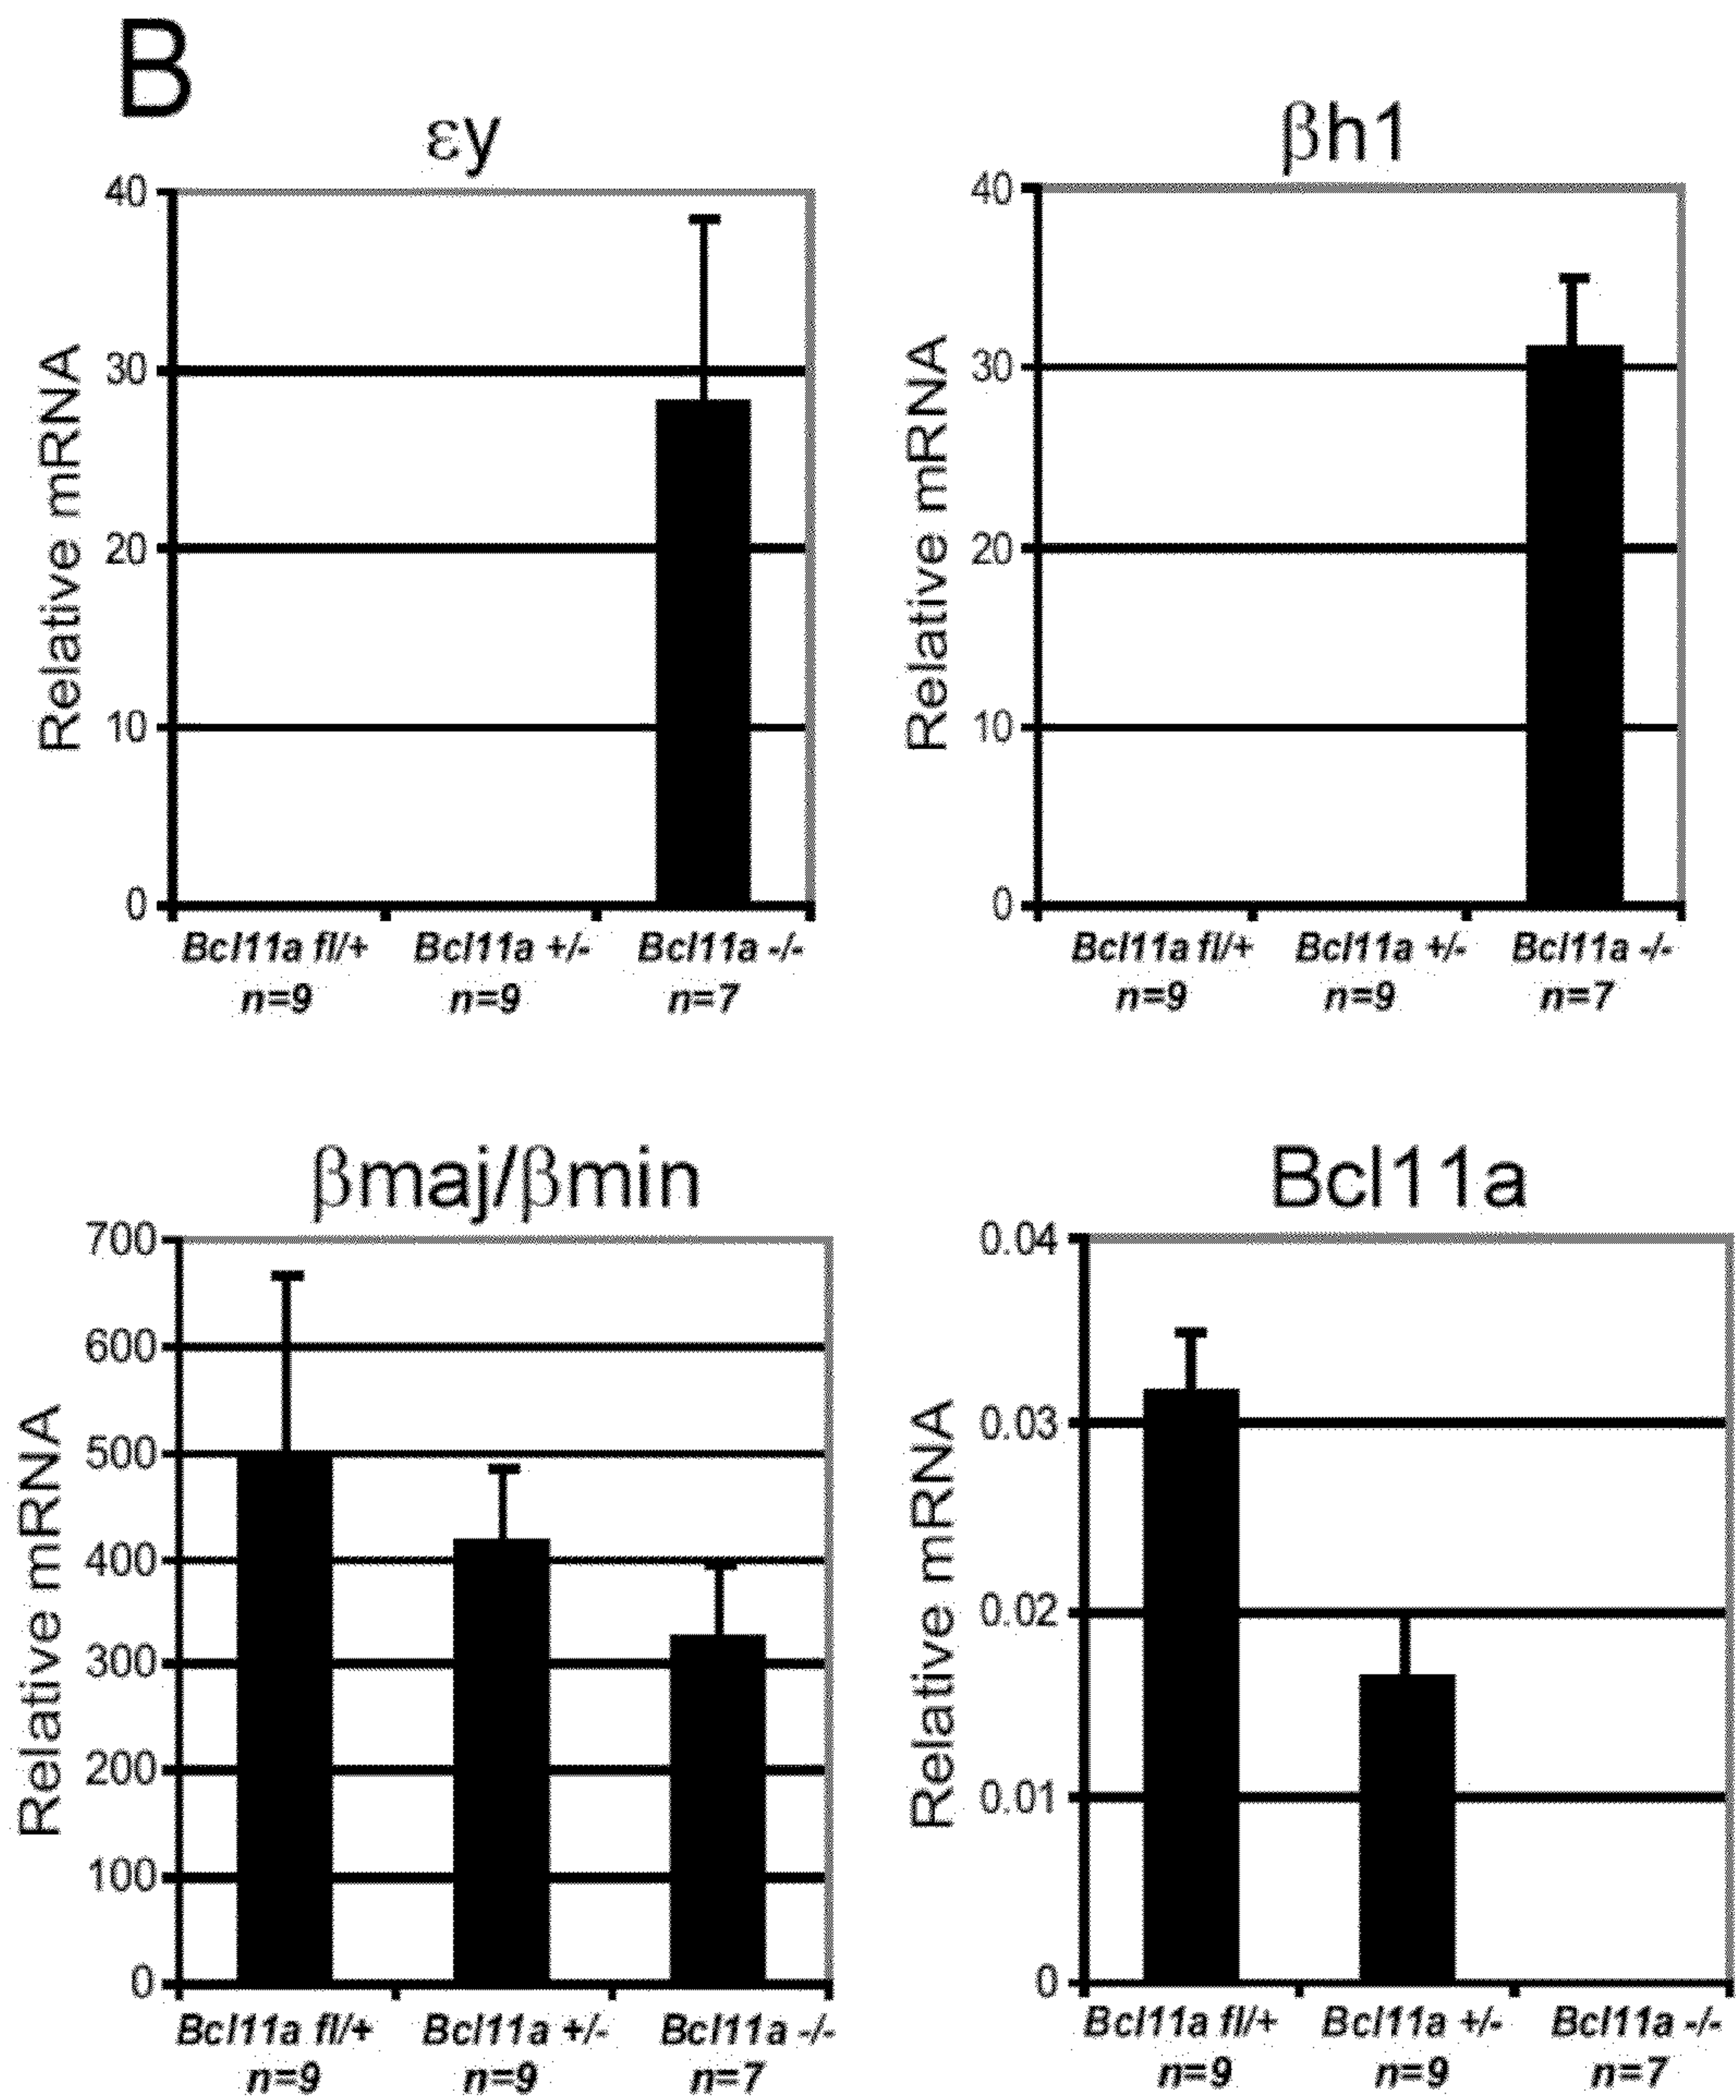 B
εy
Relative mRNA
40
30
20
10
0
Bcl11a fl/+ Bcl11a +/- Bcl11a -/-
n=9 n=9 n=7
βh1
Relative mRNA
40
30
20
10
0
Bcl11a fl/+ Bcl11a +/- Bcl11a -/-
n=9 n=9 n=7
βmaj/βmin
Relative mRNA
700
600
500
400
300
200
100
0
Bcl11a fl/+ Bcl11a +/- Bcl11a -/-
n=9 n=9 n=7
Bcl11a
Relative mRNA
0.04
0.03
0.02
0.01
0
Bcl11a fl/+ Bcl11a +/- Bcl11a -/-
n=9 n=9 n=7